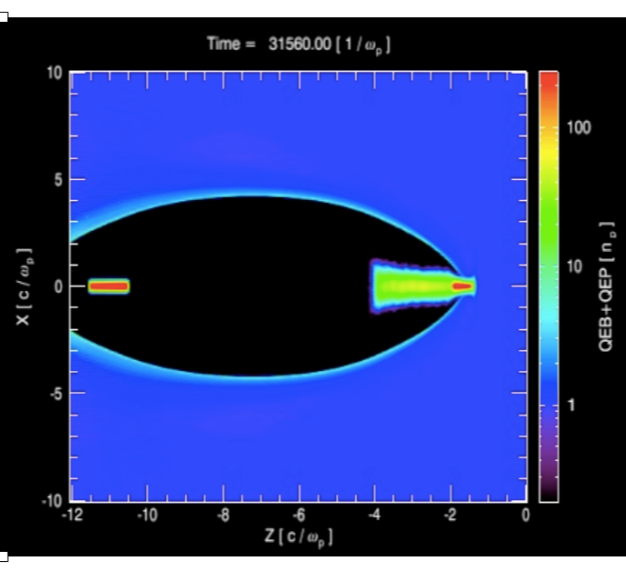 Time = 31560.00 [ 1 / ω_p ]
10
5
0
-5
-10
X [ c / ω_p ]
-12 -10 -8 -6 -4 -2 0
Z [ c / ω_p ]
100
10
1
QEB+QEP [ n_p ]